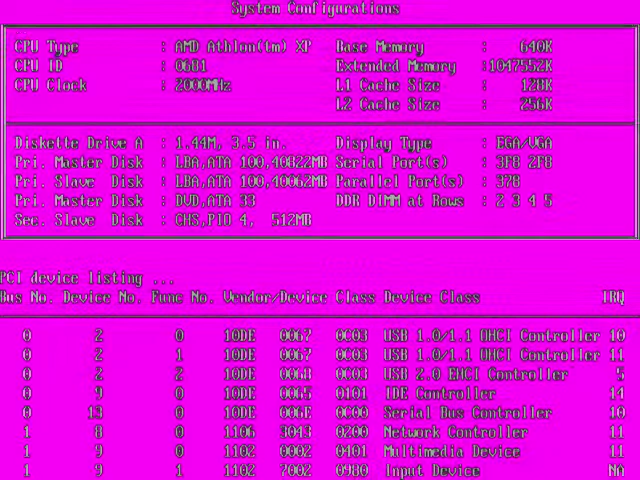 System Configurations
CPU Type : AMD Athlon(tm) XP Base Memory : 640K
CPU ID : 0681 Extended Memory :1047552K
CPU Clock : 2000MHz L1 Cache Size : 128K
L2 Cache Size : 256K
Diskette Drive A : 1.44M, 3.5 in. Display Type : EGA/VGA
Pri. Master Disk : LBA,ATA 100,40822MB Serial Port(s) : 3F8 2F8
Pri. Slave Disk : LBA,ATA 100,40062MB Parallel Port(s) : 378
Pri. Master Disk : DVD,ATA 33 DDR DIMM at Rows : 2 3 4 5
Sec. Slave Disk : CHS,PIO 4, 512MB
PCI device listing ...
Bus No. Device No. Func No. Vendor/Device Class Device Class IRQ
0 2 0 10DE 0067 0C03 USB 1.0/1.1 OHCI Controller 10
0 2 1 10DE 0067 0C03 USB 1.0/1.1 OHCI Controller 11
0 2 2 10DE 0068 0C03 USB 2.0 EHCI Controller 5
0 9 0 10DE 0065 0101 IDE Controller 14
0 13 0 10DE 006E 0C00 Serial Bus Controller 10
1 8 0 1106 3043 0200 Network Controller 11
1 9 0 1102 0002 0401 Multimedia Device 11
1 9 1 1102 7002 0980 Input Device NA